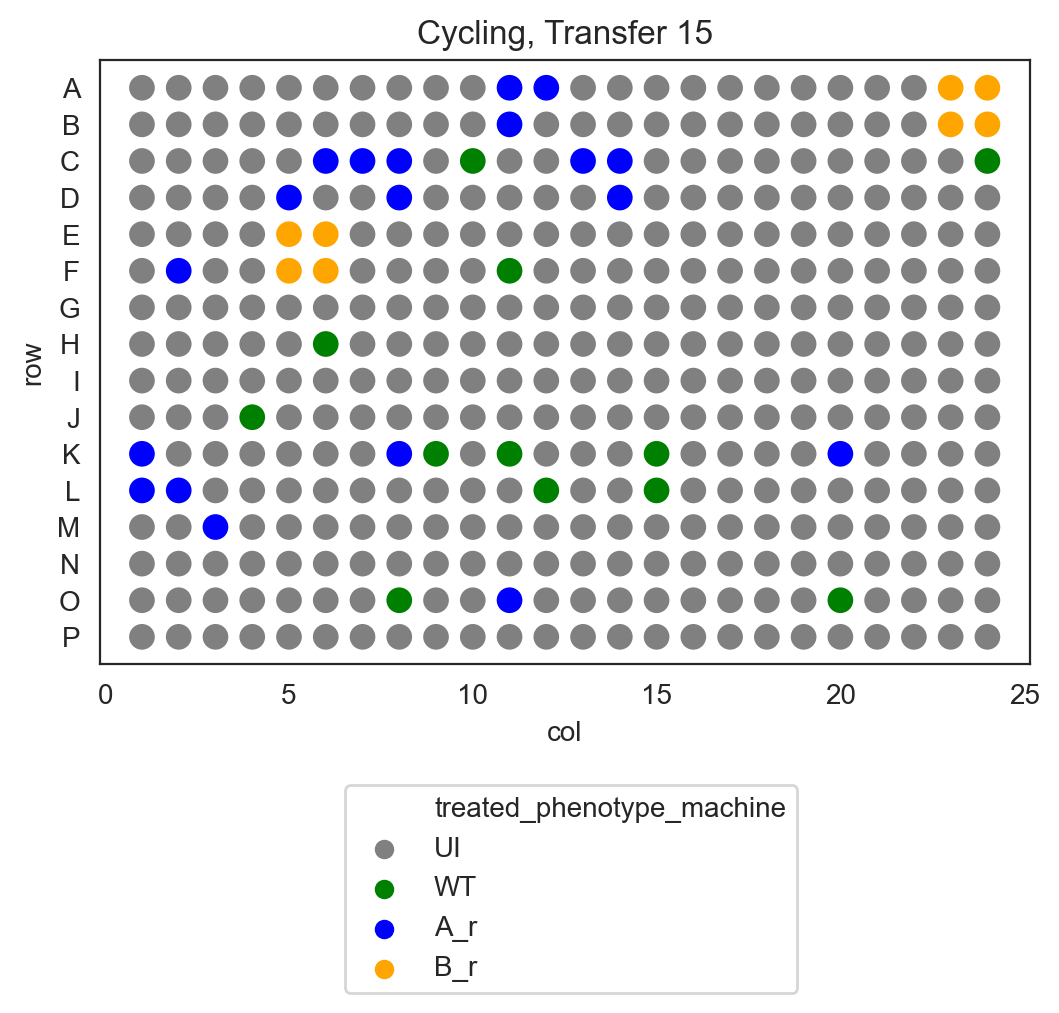 Cycling, Transfer 15
A
B
C
D
E
F
G
H
I
J
K
L
M
N
O
P
row
0 5 10 15 20 25
col
treated_phenotype_machine
UI
WT
A_r
B_r